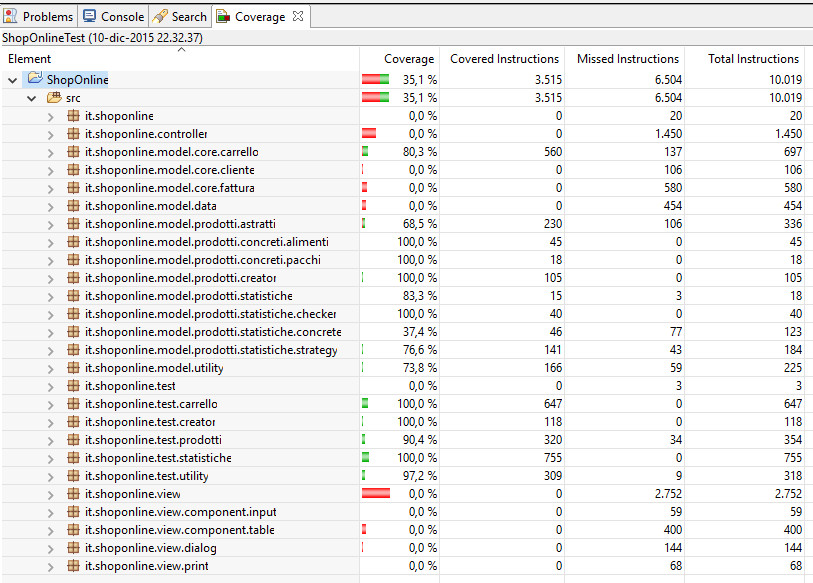 Problems Console Search Coverage
ShopOnlineTest (10-dic-2015 22.32.37)
Element Coverage Covered Instructions Missed Instructions Total Instructions
ShopOnline 35,1 % 3.515 6.504 10.019
src 35,1 % 3.515 6.504 10.019
it.shoponline 0,0 % 0 20 20
it.shoponline.controller 0,0 % 0 1.450 1.450
it.shoponline.model.core.carrello 80,3 % 560 137 697
it.shoponline.model.core.cliente 0,0 % 0 106 106
it.shoponline.model.core.fattura 0,0 % 0 580 580
it.shoponline.model.data 0,0 % 0 454 454
it.shoponline.model.prodotti.astratti 68,5 % 230 106 336
it.shoponline.model.prodotti.concreti.alimenti 100,0 % 45 0 45
it.shoponline.model.prodotti.concreti.pacchi 100,0 % 18 0 18
it.shoponline.model.prodotti.creator 100,0 % 105 0 105
it.shoponline.model.prodotti.statistiche 83,3 % 15 3 18
it.shoponline.model.prodotti.statistiche.checker 100,0 % 40 0 40
it.shoponline.model.prodotti.statistiche.concrete 37,4 % 46 77 123
it.shoponline.model.prodotti.statistiche.strategy 76,6 % 141 43 184
it.shoponline.model.utility 73,8 % 166 59 225
it.shoponline.test 0,0 % 0 3 3
it.shoponline.test.carrello 100,0 % 647 0 647
it.shoponline.test.creator 100,0 % 118 0 118
it.shoponline.test.prodotti 90,4 % 320 34 354
it.shoponline.test.statistiche 100,0 % 755 0 755
it.shoponline.test.utility 97,2 % 309 9 318
it.shoponline.view 0,0 % 0 2.752 2.752
it.shoponline.view.component.input 0,0 % 0 59 59
it.shoponline.view.component.table 0,0 % 0 400 400
it.shoponline.view.dialog 0,0 % 0 144 144
it.shoponline.view.print 0,0 % 0 68 68